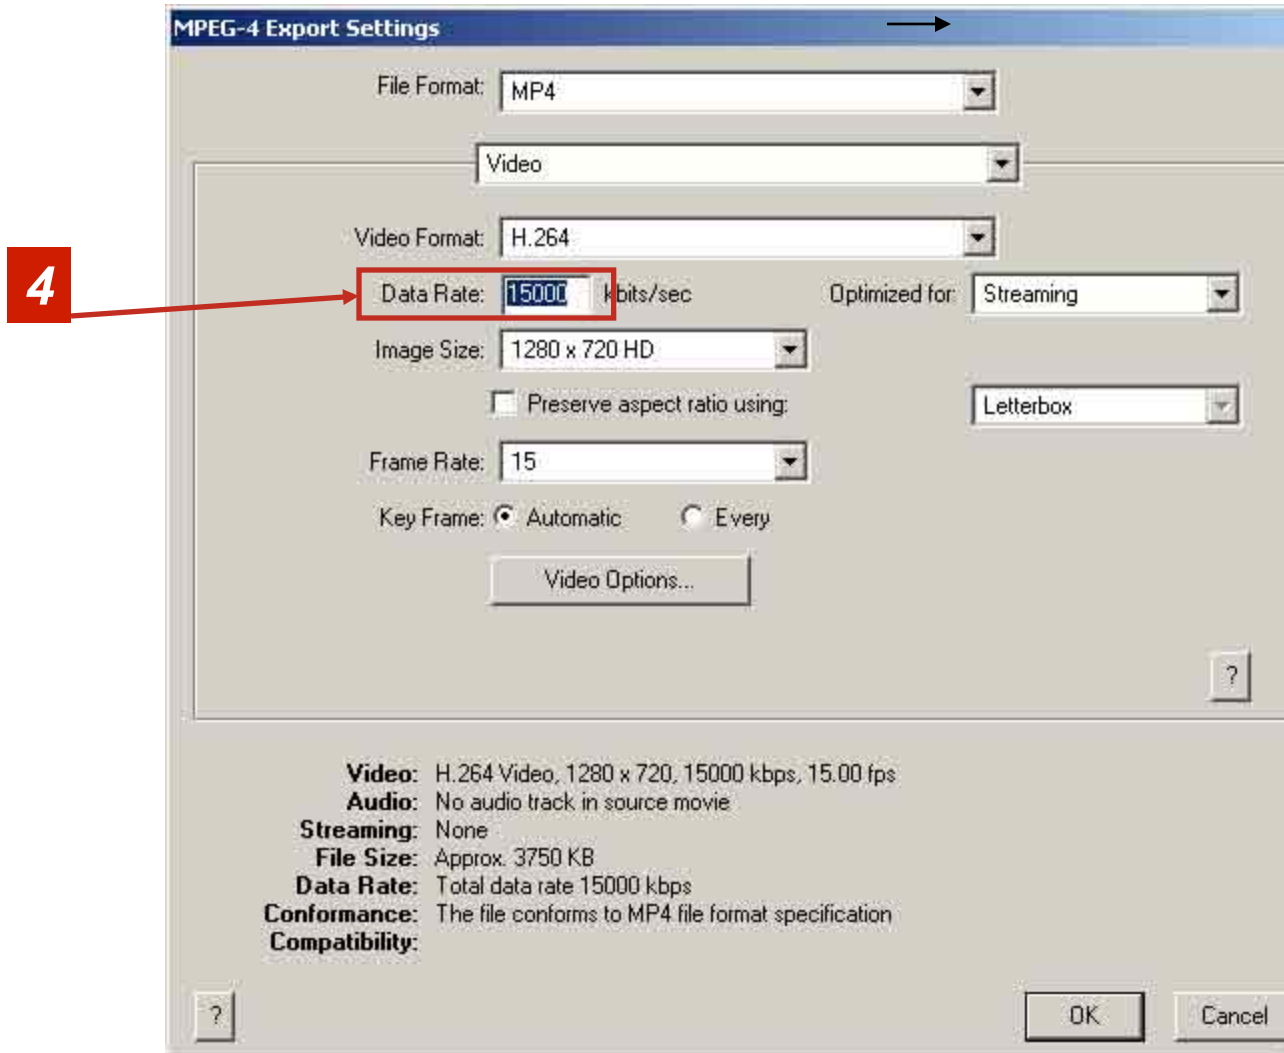 MPEG-4 Export Settings
File Format: MP4
Video
Video Format: H.264
4
Data Rate: 15000 kbits/sec Optimized for: Streaming
Image Size: 1280 x 720 HD
Preserve aspect ratio using: Letterbox
Frame Rate: 15
Key Frame: Automatic Every
Video Options...
?
Video: H.264 Video, 1280 x 720, 15000 kbps, 15.00 fps
Audio: No audio track in source movie
Streaming: None
File Size: Approx. 3750 KB
Data Rate: Total data rate 15000 kbps
Conformance: The file conforms to MP4 file format specification
Compatibility:
? OK Cancel